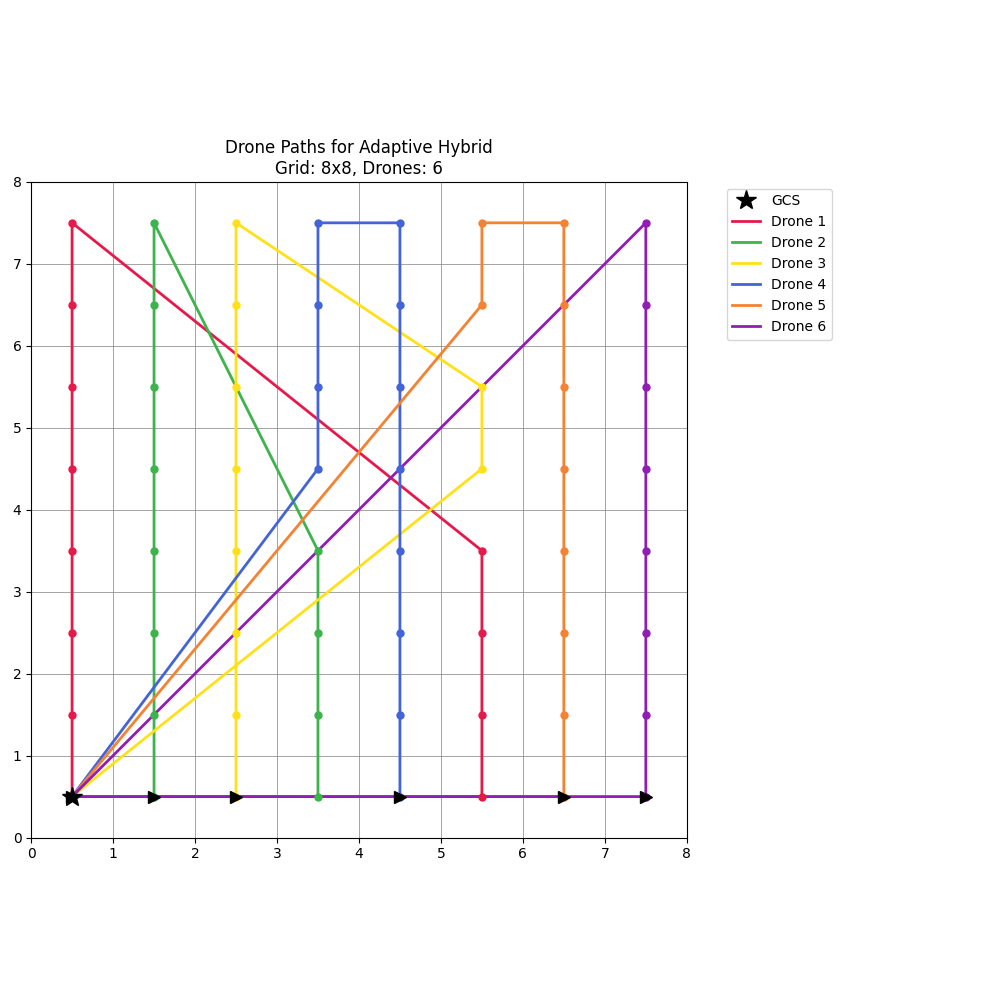 Drone Paths for Adaptive Hybrid
Grid: 8x8, Drones: 6
GCS
Drone 1
Drone 2
Drone 3
Drone 4
Drone 5
Drone 6
8
7
6
5
4
3
2
1
0
0 1 2 3 4 5 6 7 8